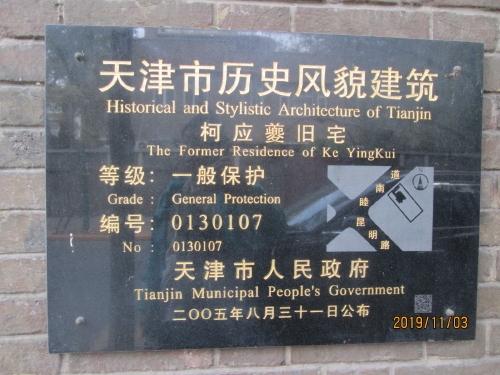 天津市历史风貌建筑
Historical and Stylistic Architecture of Tianjin
柯应夔旧宅
The Former Residence of Ke YingKui
等级：一般保护
Grade : General Protection
编号：0130107
No : 0130107
道南睦
昆明路
天津市人民政府
Tianjin Municipal People's Government
二〇〇五年八月三十一日公布
2019/11/03